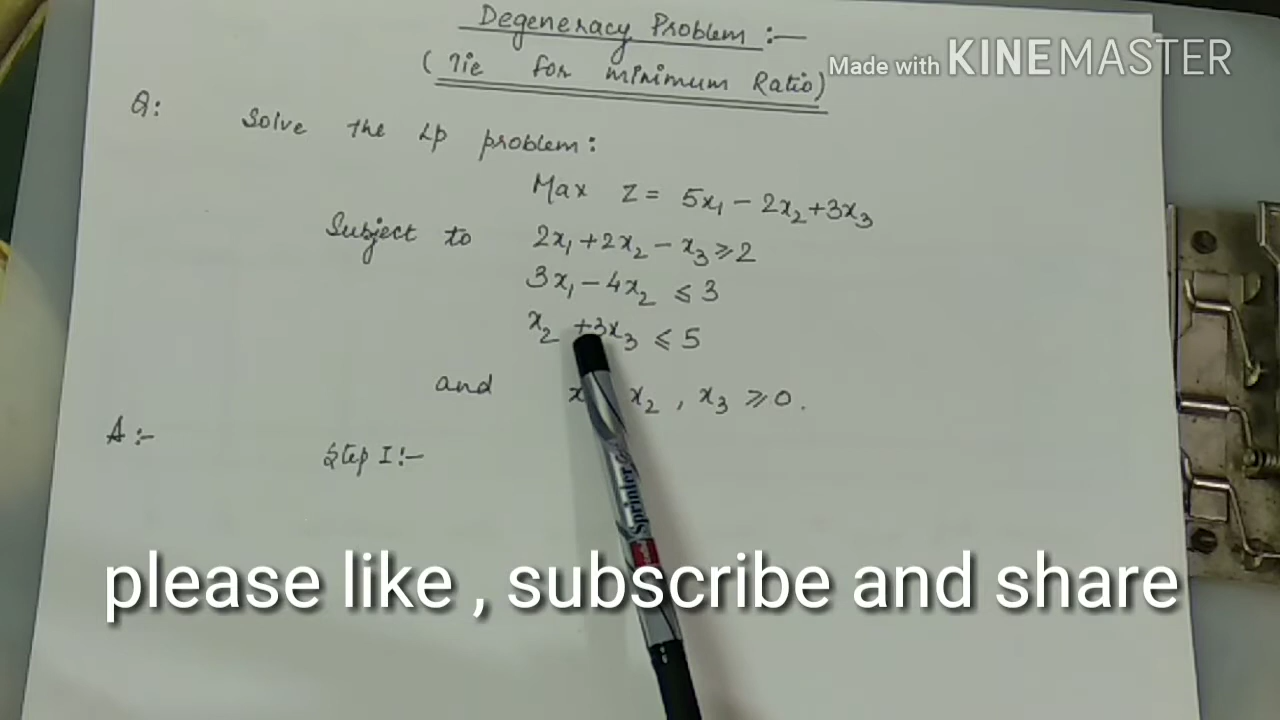 Degeneracy Problem :—
(Tie for minimum Ratio)
Made with KINEMASTER
Q: Solve the Lp problem:
Max Z = 5x₁ - 2x₂ + 3x₃
Subject to 2x₁ + 2x₂ - x₃ ≥ 2
3x₁ - 4x₂ ≤ 3
x₂ + 3x₃ ≤ 5
and x x₂ , x₃ ≥ 0.
A :-
Step I :-
Sprinter
please like , subscribe and share